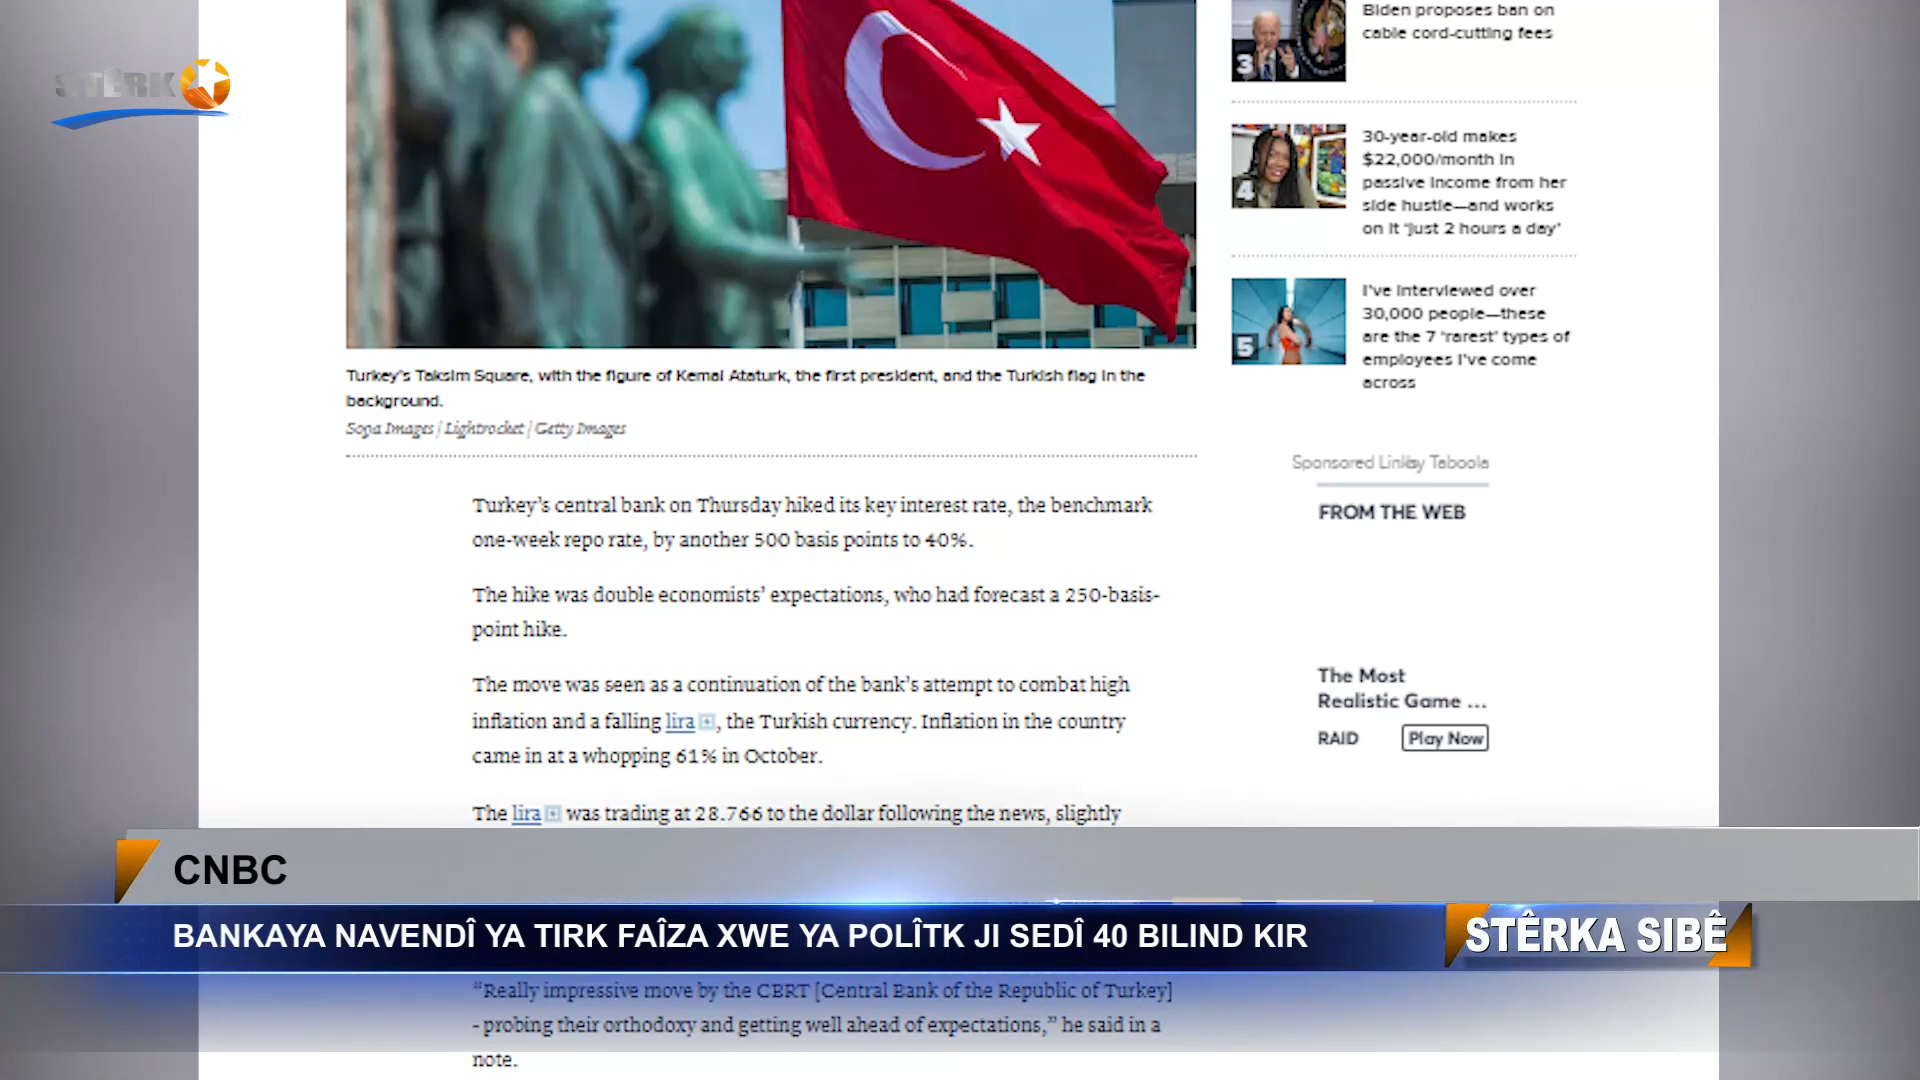 STÊRK
Turkey's Taksim Square, with the figure of Kemal Ataturk, the first president, and the Turkish flag in the
background.
Sopa Images | Lightrocket | Getty Images
Turkey's central bank on Thursday hiked its key interest rate, the benchmark
one-week repo rate, by another 500 basis points to 40%.
The hike was double economists' expectations, who had forecast a 250-basis-
point hike.
The move was seen as a continuation of the bank's attempt to combat high
inflation and a falling lira, the Turkish currency. Inflation in the country
came in at a whopping 61% in October.
The lira was trading at 28.766 to the dollar following the news, slightly
“Really impressive move by the CBRT [Central Bank of the Republic of Turkey]
- probing their orthodoxy and getting well ahead of expectations,” he said in a
note.
3
Biden proposes ban on
cable cord-cutting fees
4
30-year-old makes
$22,000/month in
passive income from her
side hustle—and works
on it ‘just 2 hours a day’
5
I've interviewed over
30,000 people—these
are the 7 ‘rarest’ types of
employees I've come
across
Sponsored Links by Taboola
FROM THE WEB
The Most
Realistic Game ...
RAID Play Now
CNBC
BANKAYA NAVENDÎ YA TIRK FAÎZA XWE YA POLÎTK JI SEDÎ 40 BILIND KIR
STÊRKA SIBÊ